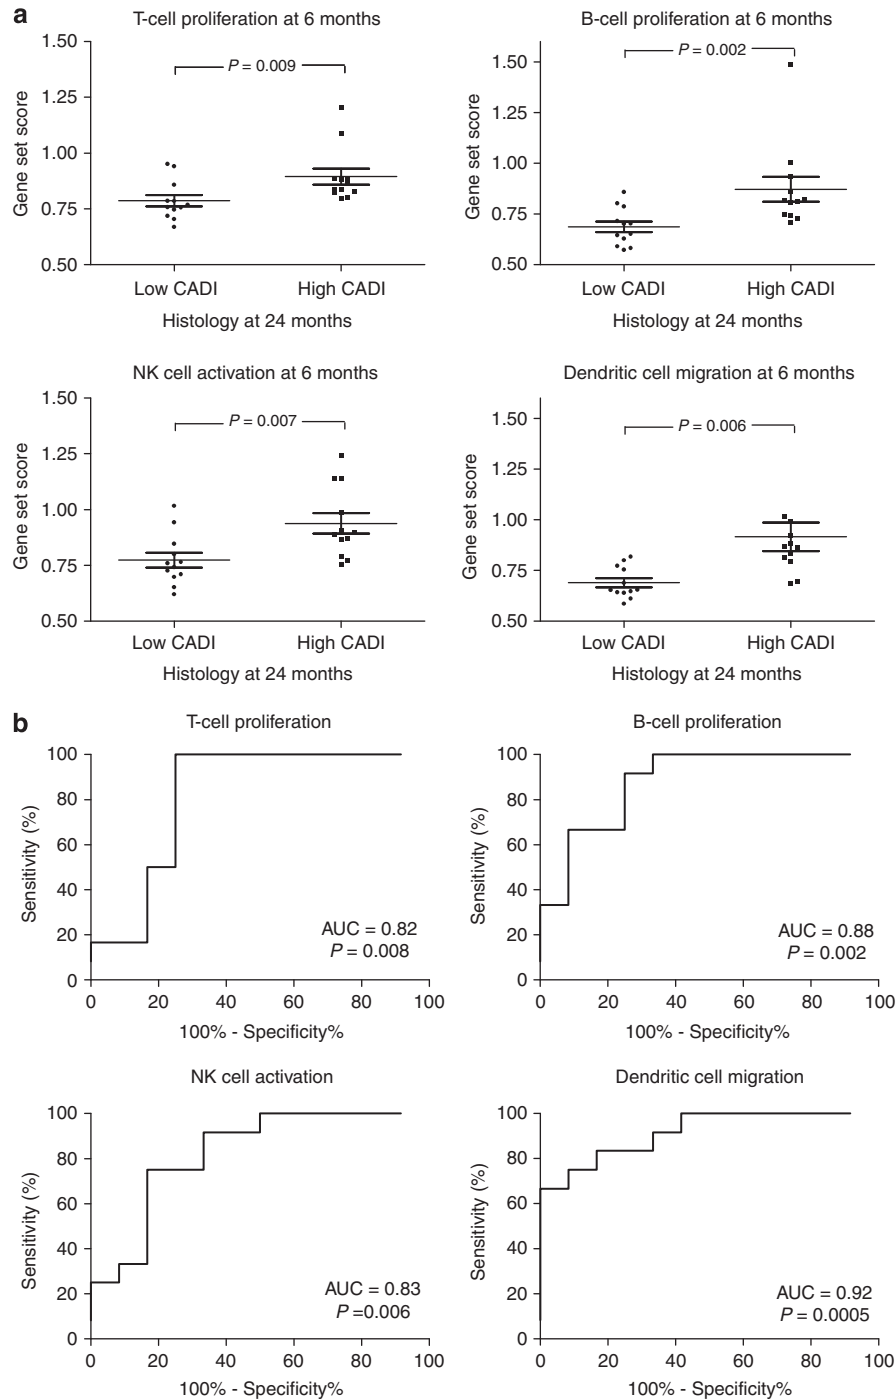 a
T-cell proliferation at 6 months
1.50
1.25
1.00
0.75
0.50
Gene set score
P = 0.009
Low CADI
High CADI
Histology at 24 months
B-cell proliferation at 6 months
1.50
1.25
1.00
0.75
0.50
Gene set score
P = 0.002
Low CADI
High CADI
Histology at 24 months
NK cell activation at 6 months
1.50
1.25
1.00
0.75
0.50
Gene set score
P = 0.007
Low CADI
High CADI
Histology at 24 months
Dendritic cell migration at 6 months
1.50
1.25
1.00
0.75
0.50
Gene set score
P = 0.006
Low CADI
High CADI
Histology at 24 months
b
T-cell proliferation
100
80
60
40
20
0
Sensitivity (%)
AUC = 0.82
P = 0.008
0 20 40 60 80 100
100% - Specificity%
B-cell proliferation
100
80
60
40
20
0
Sensitivity (%)
AUC = 0.88
P = 0.002
0 20 40 60 80 100
100% - Specificity%
NK cell activation
100
80
60
40
20
0
Sensitivity (%)
AUC = 0.83
P =0.006
0 20 40 60 80 100
100% - Specificity%
Dendritic cell migration
100
80
60
40
20
0
Sensitivity (%)
AUC = 0.92
P = 0.0005
0 20 40 60 80 100
100% - Specificity%